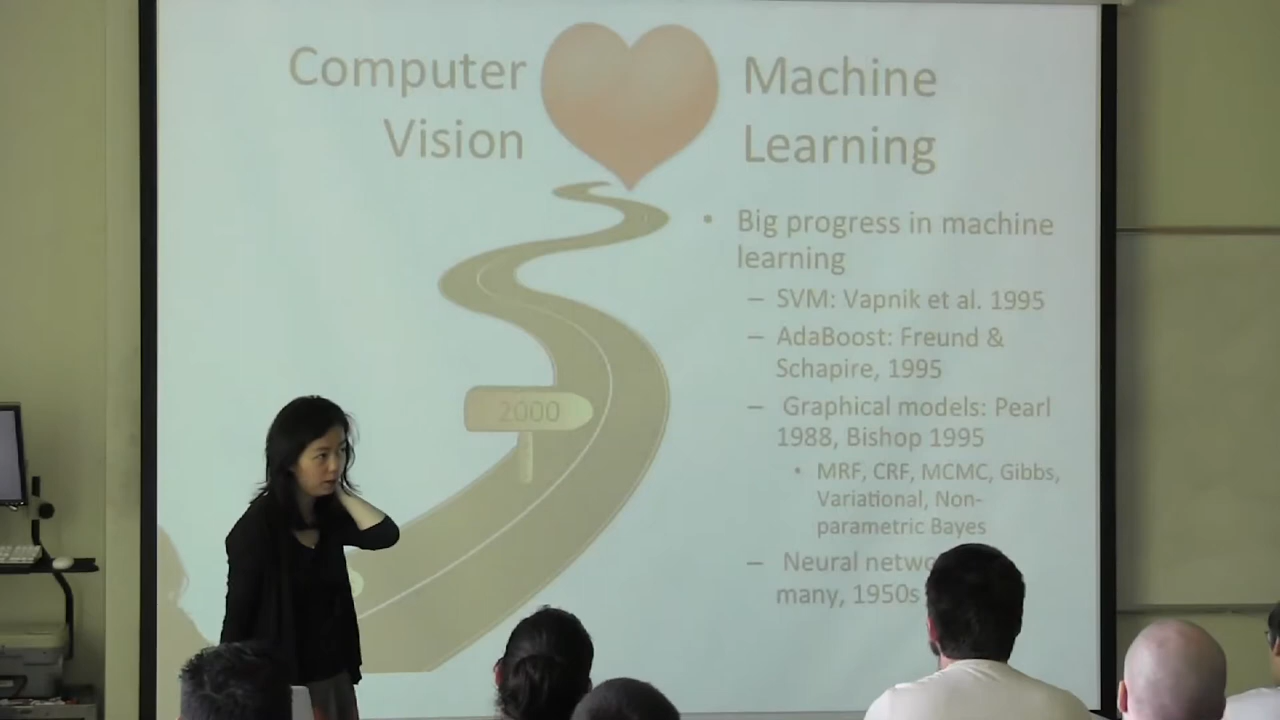 Computer
Vision
Machine
Learning
• Big progress in machine
learning
– SVM: Vapnik et al. 1995
– AdaBoost: Freund &
Schapire, 1995
– Graphical models: Pearl
1988, Bishop 1995
• MRF, CRF, MCMC, Gibbs,
Variational, Non-
parametric Bayes
– Neural
many, 1950s
2000